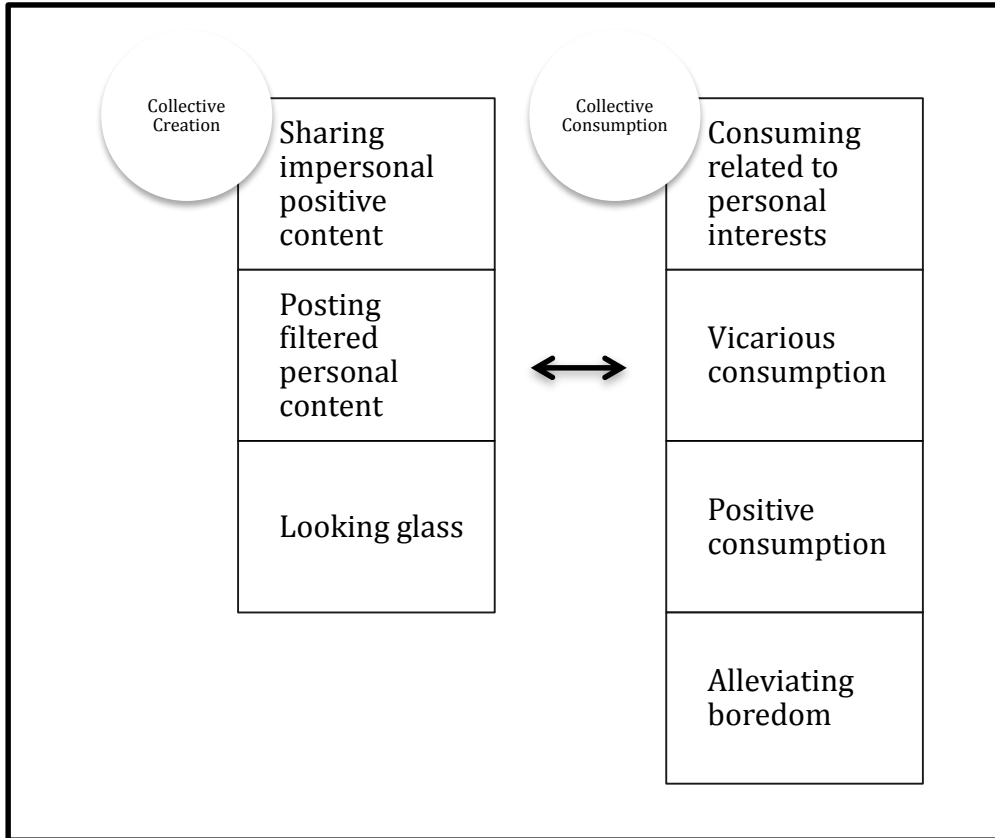 Collective
Creation
Sharing
impersonal
positive
content
Posting
filtered
personal
content
Looking glass
Collective
Consumption
Consuming
related to
personal
interests
Vicarious
consumption
Positive
consumption
Alleviating
boredom